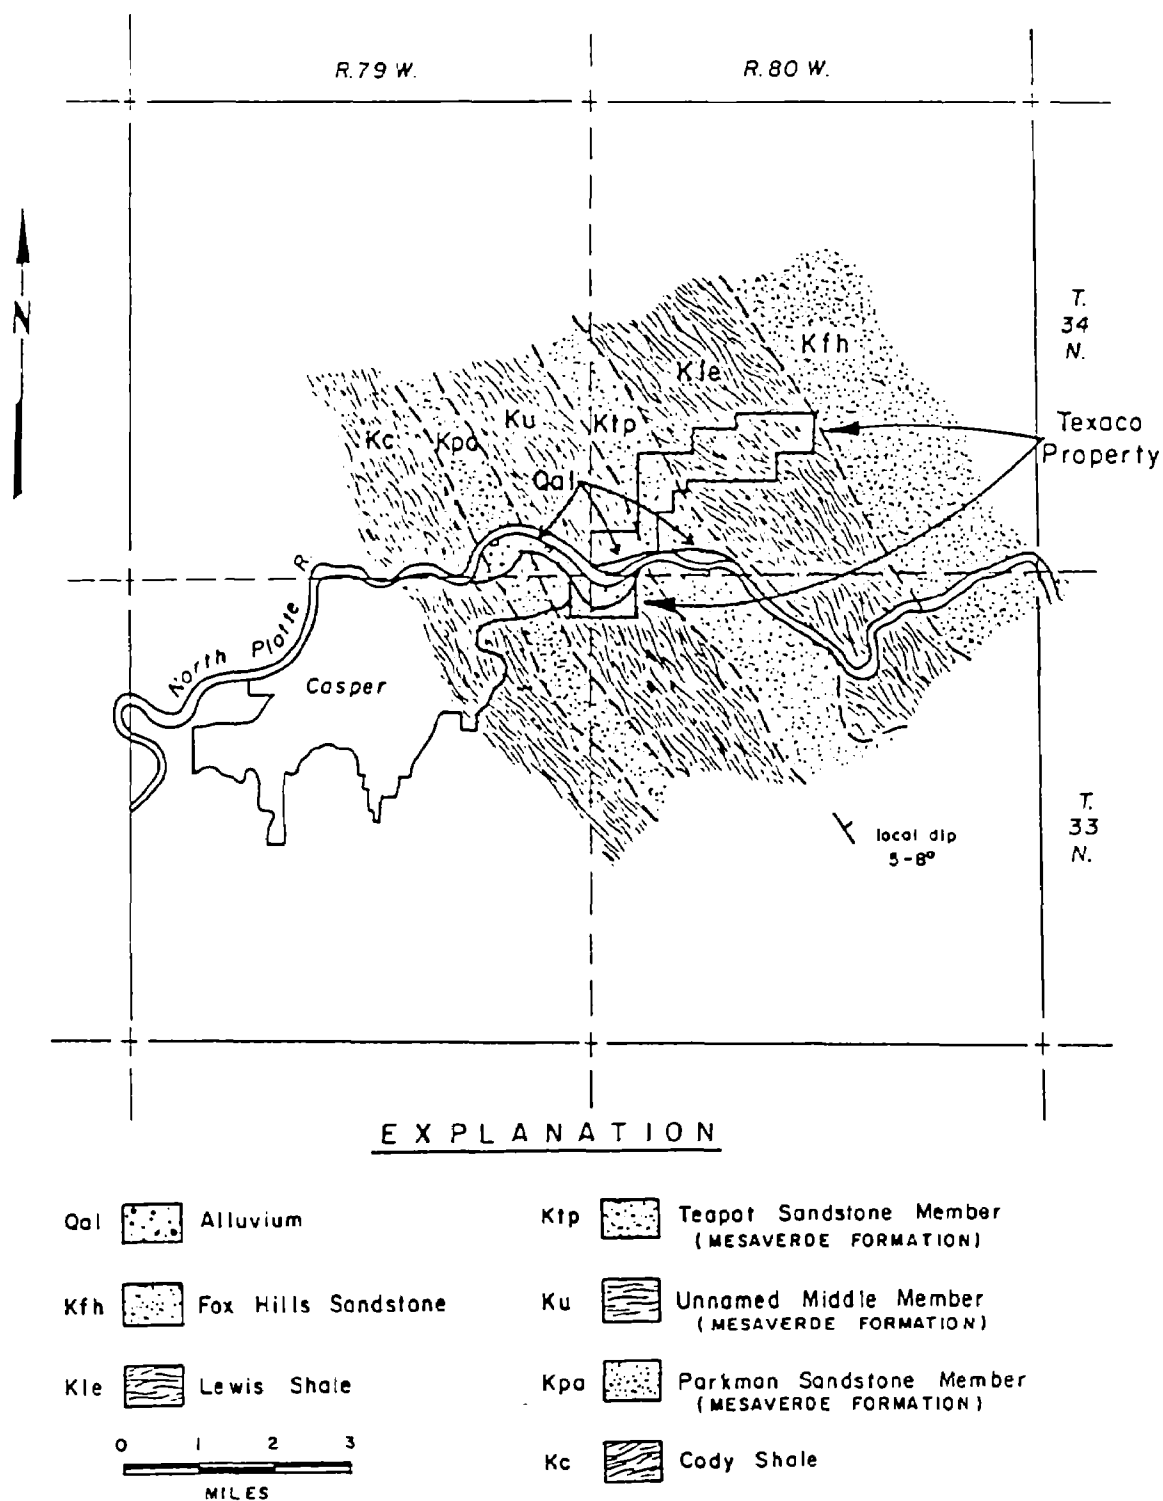 R. 79 W.
R. 80 W.
N
T.
34
N.
Kfh
Kle
Ku
Ktp
Kc
Kpa
Texaco
Property
Qal
North Platte R.
Casper
T.
33
N.
local dip
5-8°
EXPLANATION
Qal Alluvium
Kfh Fox Hills Sandstone
Kle Lewis Shale
Ktp Teapot Sandstone Member
(MESAVERDE FORMATION)
Ku Unnamed Middle Member
(MESAVERDE FORMATION)
Kpa Parkman Sandstone Member
(MESAVERDE FORMATION)
Kc Cody Shale
0 1 2 3
MILES